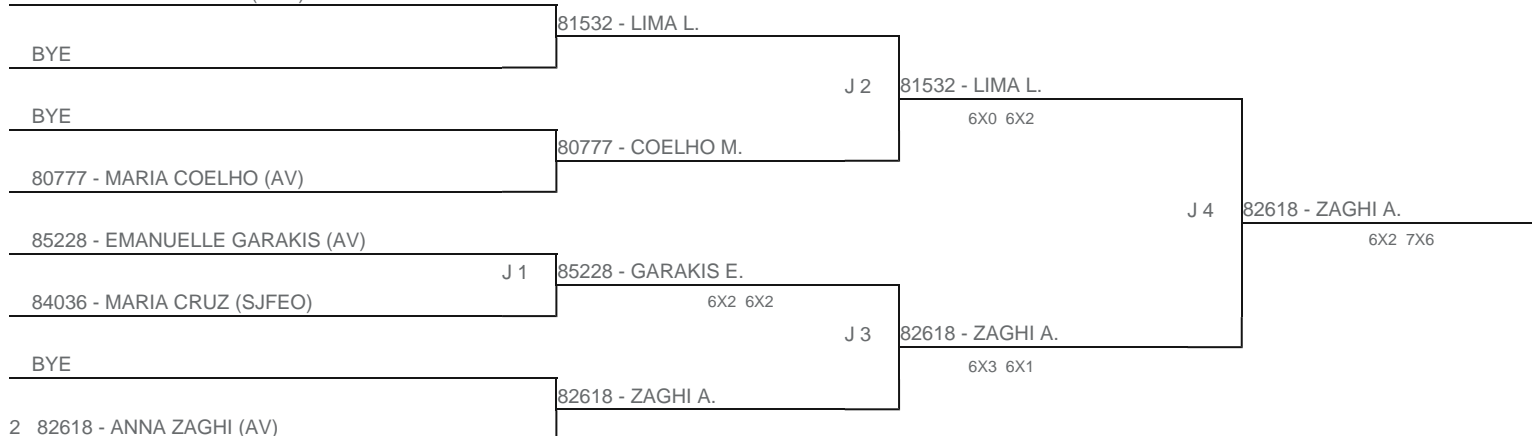 81532 - LIMA L.
BYE
J 2
81532 - LIMA L.
BYE
6X0 6X2
80777 - COELHO M.
80777 - MARIA COELHO (AV)
J 4
82618 - ZAGHI A.
85228 - EMANUELLE GARAKIS (AV)
6X2 7X6
J 1
85228 - GARAKIS E.
84036 - MARIA CRUZ (SJFEO)
6X2 6X2
J 3
82618 - ZAGHI A.
BYE
6X3 6X1
82618 - ZAGHI A.
2 82618 - ANNA ZAGHI (AV)